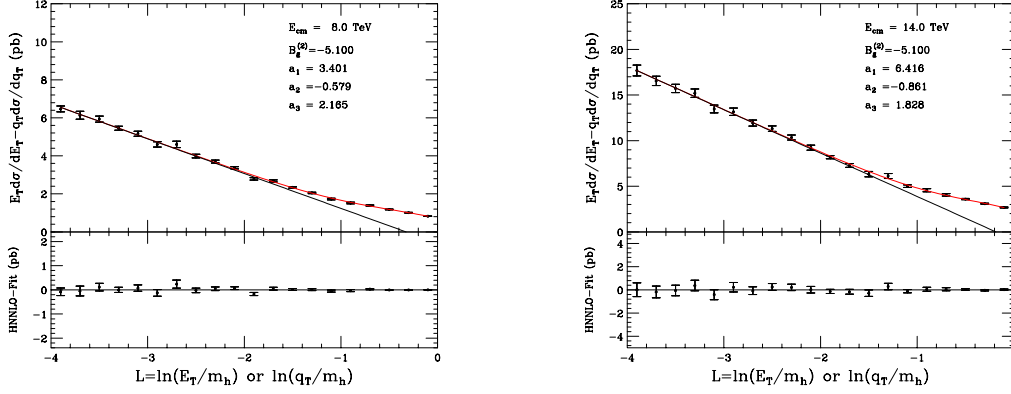 E_T dσ/dE_T − q_T dσ/dq_T (pb)
12
10
8
6
4
2
0
E_cm = 8.0 TeV
B_g^(2)=−5.100
a_1 = 3.401
a_2 = −0.579
a_3 = 2.165
HNNLO−Fit (pb)
2
1
0
−1
−2
−4 −3 −2 −1 0
L=ln(E_T/m_h) or ln(q_T/m_h)
E_T dσ/dE_T − q_T dσ/dq_T (pb)
25
20
15
10
5
0
E_cm = 14.0 TeV
B_g^(2)=−5.100
a_1 = 6.416
a_2 = −0.861
a_3 = 1.828
HNNLO−Fit (pb)
4
2
0
−2
−4
−4 −3 −2 −1
L=ln(E_T/m_h) or ln(q_T/m_h)